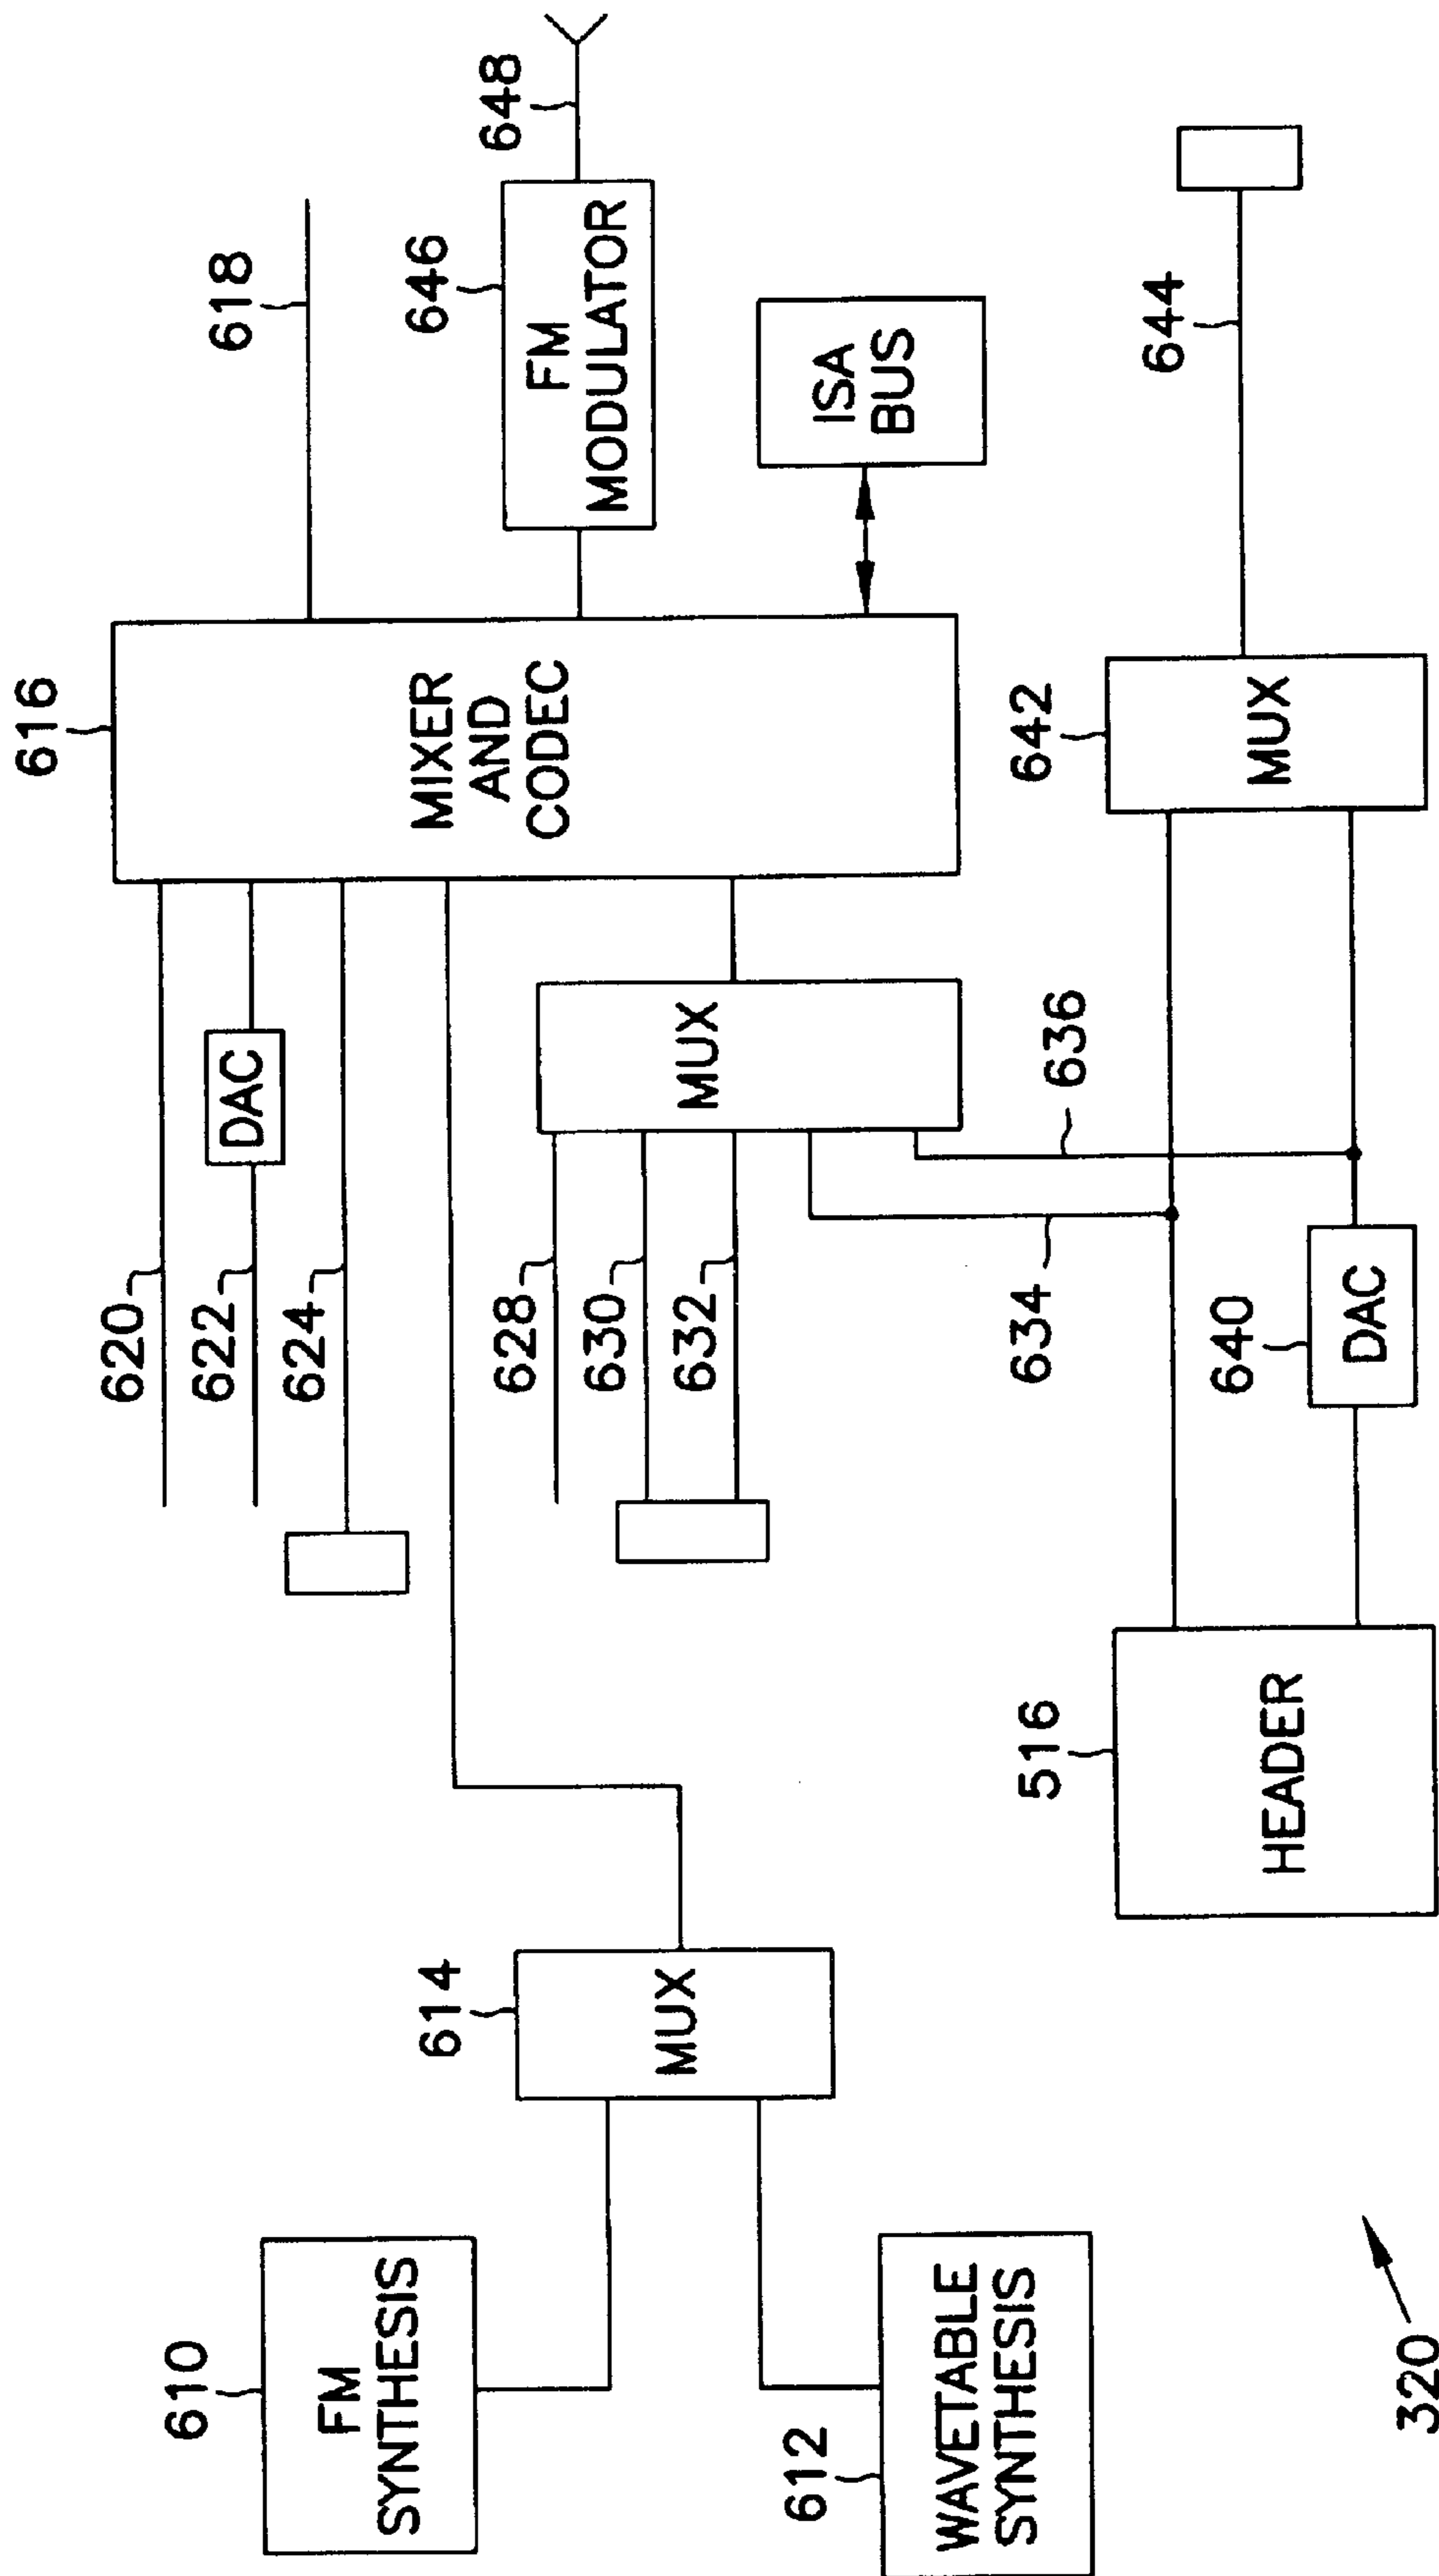 610
FM
SYNTHESIS
612
WAVETABLE
SYNTHESIS
614
MUX
620
622
DAC
624
616
MIXER
AND
CODEC
618
646
FM
MODULATOR
648
ISA
BUS
628
630
632
MUX
634
636
516
HEADER
640
DAC
642
MUX
644
320